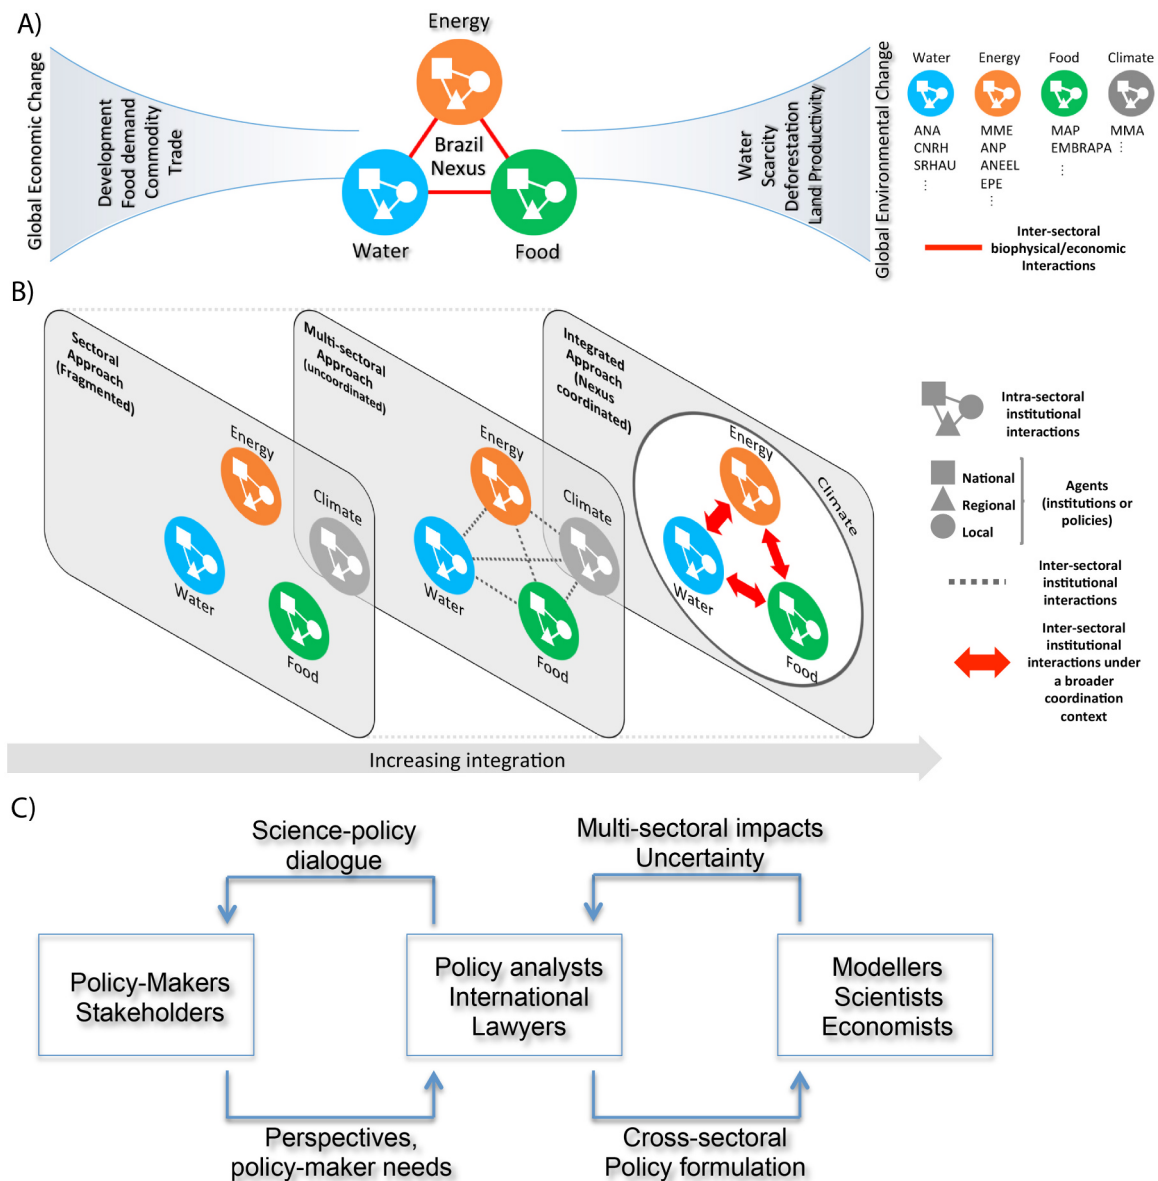 A)
Energy
Global Economic Change
Development
Food demand
Commodity
Trade
Brazil
Nexus
Water
Food
Water
Scarcity
Deforestation
Land Productivity
Global Environmental Change
Water
Energy
Food
Climate
ANA
CNRH
SRHAU
⋮
MME
ANP
ANEEL
EPE
⋮
MAP
EMBRAPA
⋮
MMA
⋮
Inter-sectoral
biophysical/economic
Interactions
B)
Sectoral
Approach
(Fragmented)
Energy
Climate
Water
Food
Multi-sectoral
Approach
(uncoordinated)
Energy
Climate
Water
Food
Integrated
Approach
(Nexus
coordinated)
Energy
Climate
Water
Food
Intra-sectoral
institutional
interactions
National
Regional
Local
Agents
(institutions or
policies)
Inter-sectoral
institutional
interactions
Inter-sectoral
institutional
interactions under
a broader
coordination
context
Increasing integration
C)
Science-policy
dialogue
Multi-sectoral impacts
Uncertainty
Policy-Makers
Stakeholders
Policy analysts
International
Lawyers
Modellers
Scientists
Economists
Perspectives,
policy-maker needs
Cross-sectoral
Policy formulation